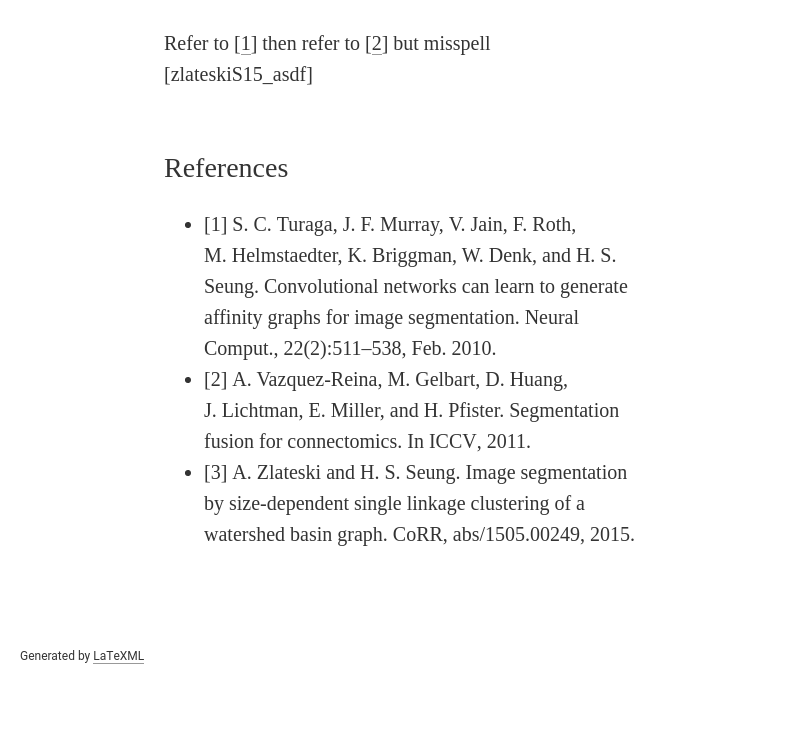 Refer to [1] then refer to [2] but misspell
[zlateskiS15_asdf]
References
• [1] S. C. Turaga, J. F. Murray, V. Jain, F. Roth,
M. Helmstaedter, K. Briggman, W. Denk, and H. S.
Seung. Convolutional networks can learn to generate
affinity graphs for image segmentation. Neural
Comput., 22(2):511–538, Feb. 2010.
• [2] A. Vazquez-Reina, M. Gelbart, D. Huang,
J. Lichtman, E. Miller, and H. Pfister. Segmentation
fusion for connectomics. In ICCV, 2011.
• [3] A. Zlateski and H. S. Seung. Image segmentation
by size-dependent single linkage clustering of a
watershed basin graph. CoRR, abs/1505.00249, 2015.
Generated by LaTeXML